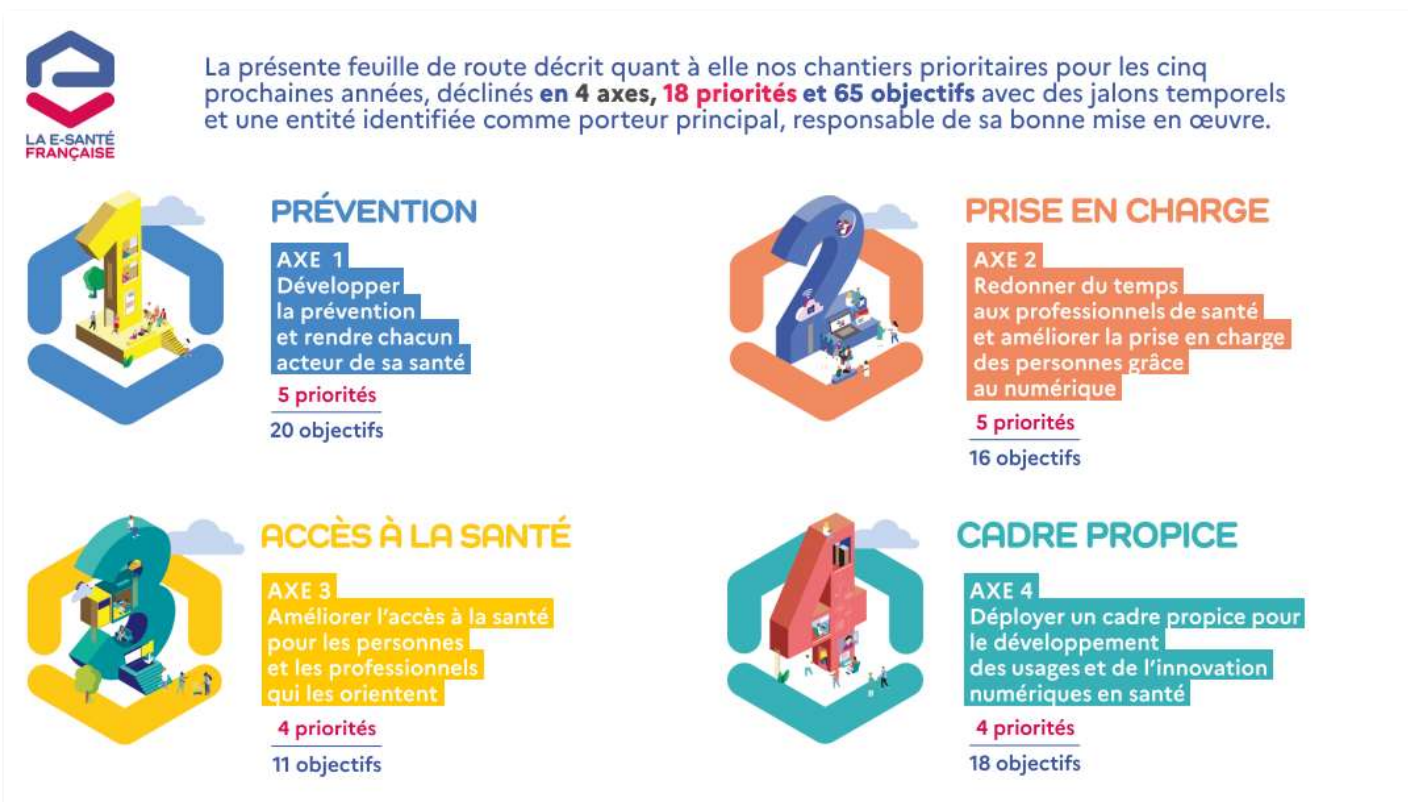 LA E-SANTÉ
FRANÇAISE
La présente feuille de route décrit quant à elle nos chantiers prioritaires pour les cinq
prochaines années, déclinés en 4 axes, 18 priorités et 65 objectifs avec des jalons temporels
et une entité identifiée comme porteur principal, responsable de sa bonne mise en œuvre.
PRÉVENTION
AXE 1
Développer
la prévention
et rendre chacun
acteur de sa santé
5 priorités
20 objectifs
PRISE EN CHARGE
AXE 2
Redonner du temps
aux professionnels de santé
et améliorer la prise en charge
des personnes grâce
au numérique
5 priorités
16 objectifs
ACCÈS À LA SANTÉ
AXE 3
Améliorer l'accès à la santé
pour les personnes
et les professionnels
qui les orientent
4 priorités
11 objectifs
CADRE PROPICE
AXE 4
Déployer un cadre propice pour
le développement
des usages et de l'innovation
numériques en santé
4 priorités
18 objectifs